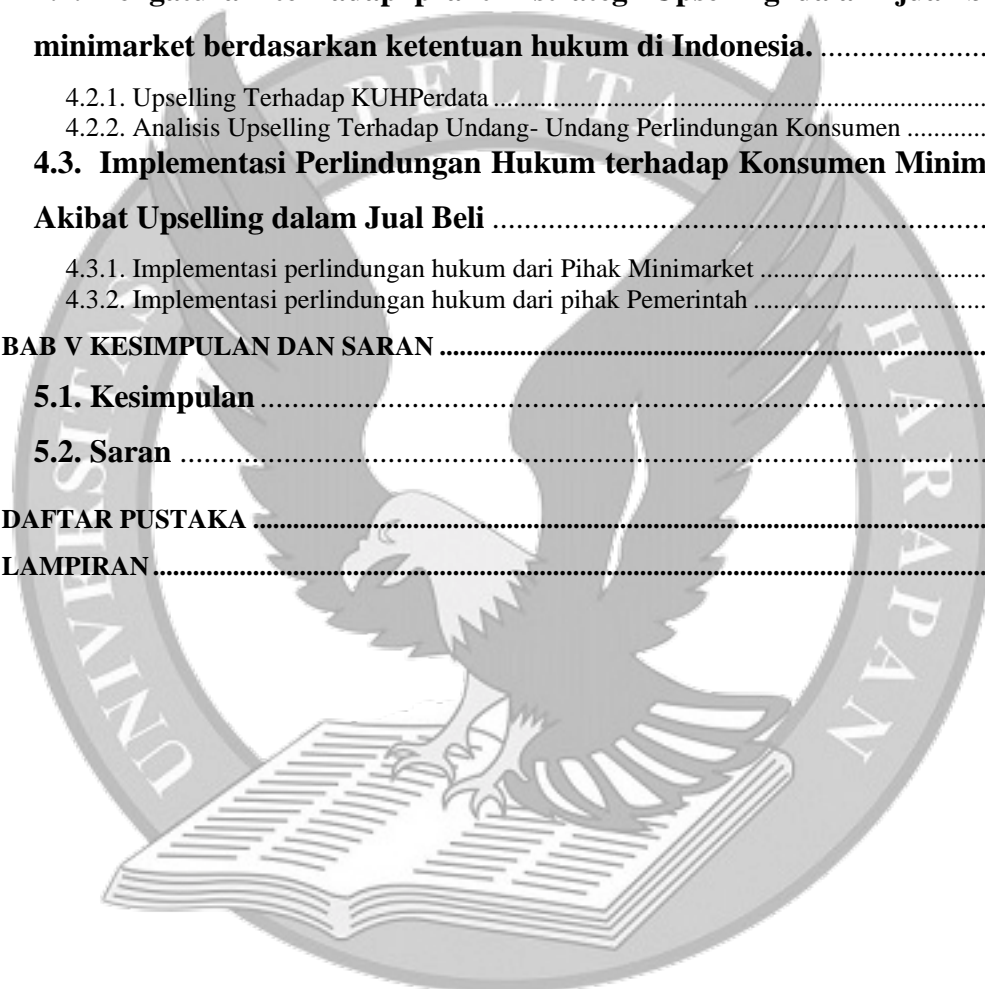 minimarket berdasarkan ketentuan hukum di Indonesia. ........................
4.2.1. Upselling Terhadap KUHPerdata ........................
4.2.2. Analisis Upselling Terhadap Undang- Undang Perlindungan Konsumen ............
4.3. Implementasi Perlindungan Hukum terhadap Konsumen Minim
Akibat Upselling dalam Jual Beli ........................
4.3.1. Implementasi perlindungan hukum dari Pihak Minimarket ........................
4.3.2. Implementasi perlindungan hukum dari pihak Pemerintah ........................
BAB V KESIMPULAN DAN SARAN ........................
5.1. Kesimpulan ........................
5.2. Saran ........................
DAFTAR PUSTAKA ........................
LAMPIRAN ........................
UNIVERSITAS PELITA HARAPAN